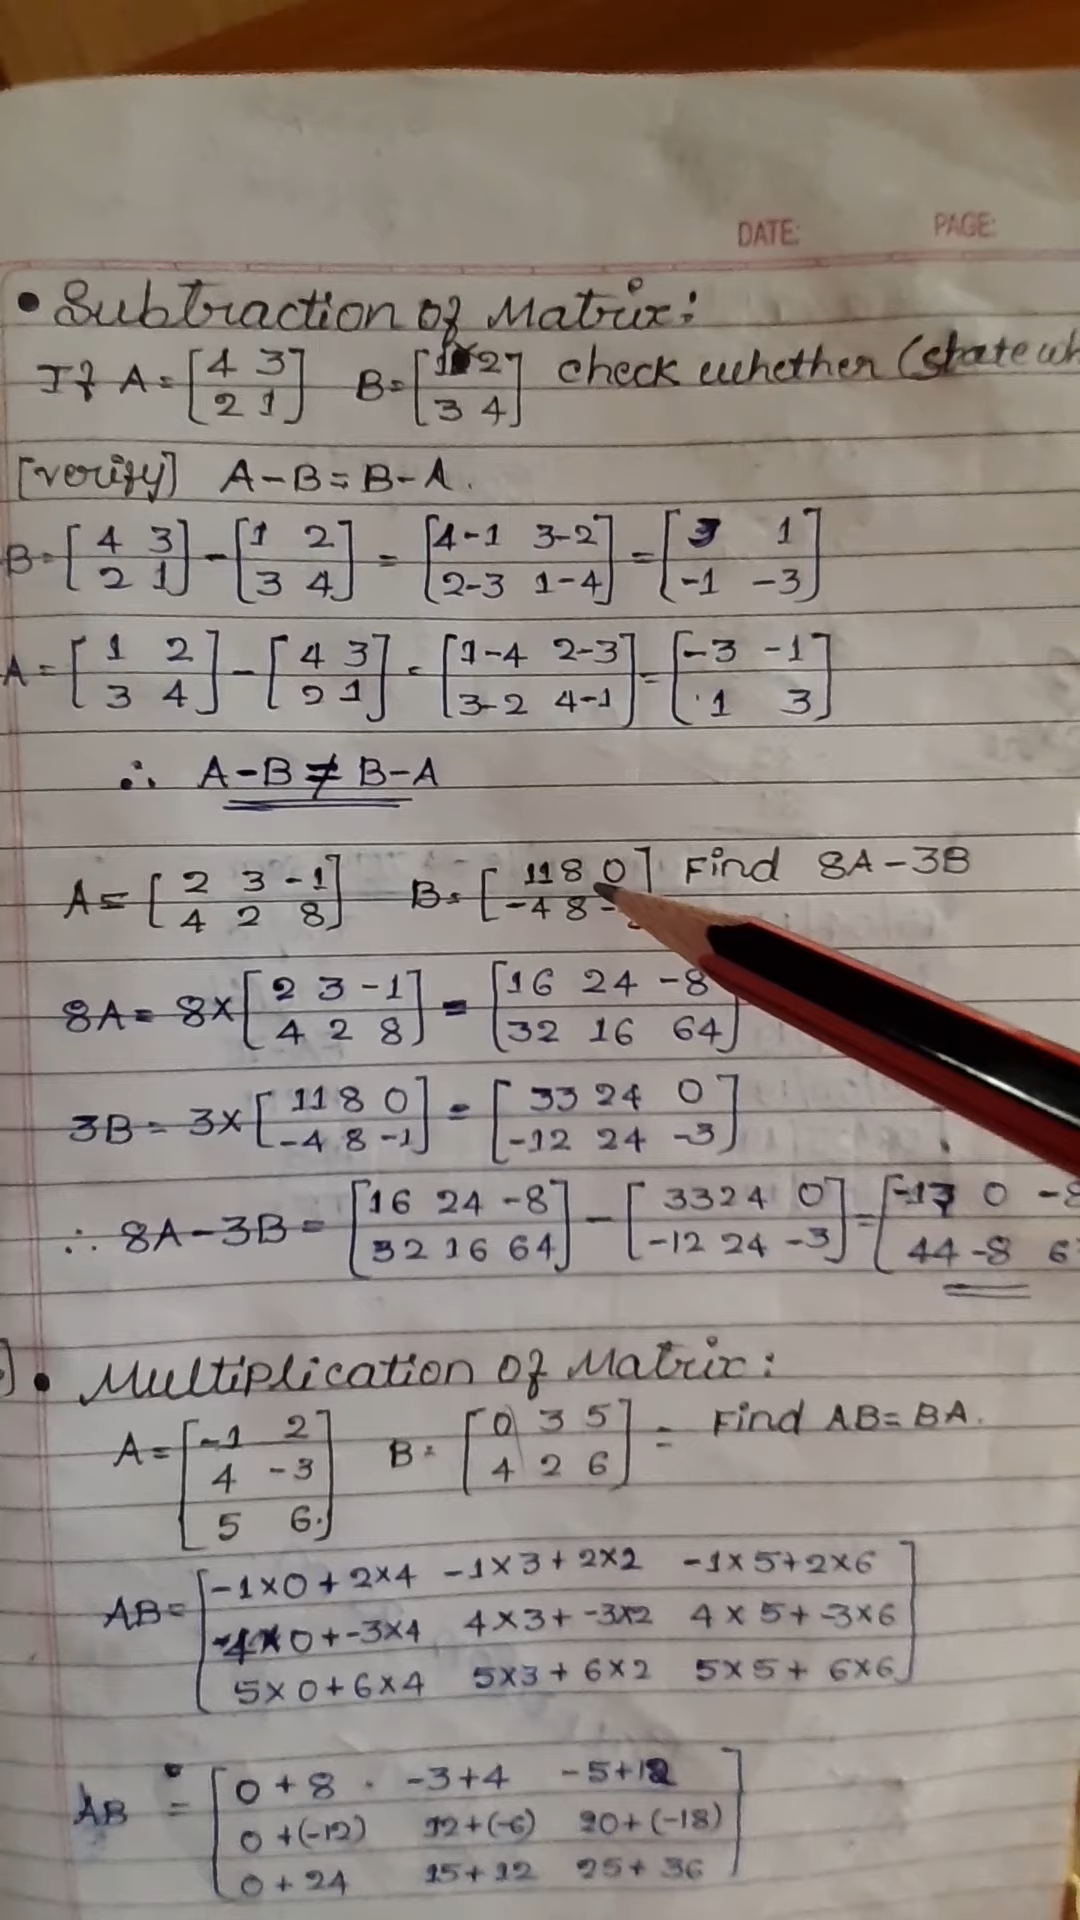 DATE: PAGE:
• Subtraction of Matrix:
If A = [4 3] B = [1 2] check whether (state wh
[2 1] [3 4]
[verify] A-B = B-A.
B = [4 3] - [1 2] = [4-1 3-2] = [3 1]
[2 1] [3 4] [2-3 1-4] [-1 -3]
A = [1 2] - [4 3] = [1-4 2-3] = [-3 -1]
[3 4] [2 1] [3-2 4-1] [1 3]
∴ A-B ≠ B-A
A = [2 3 -1] B = [11 8 0] Find 8A-3B
[4 2 8] [-4 8 -
8A = 8× [2 3 -1] = [16 24 -8
[4 2 8] [32 16 64]
3B = 3× [11 8 0] = [33 24 0]
[-4 8 -1] [-12 24 -3]
∴ 8A-3B = [16 24 -8] - [33 24 0] = [-17 0 -8
[32 16 64] [-12 24 -3] [44 -8 6
• Multiplication of Matrix:
A = [-1 2] B = [0 3 5] = Find AB = BA.
[4 -3] [4 2 6]
[5 6.]
AB = [-1×0+2×4 -1×3+2×2 -1×5+2×6]
[4×0+-3×4 4×3+-3×2 4×5+-3×6]
[5×0+6×4 5×3+6×2 5×5+6×6]
AB = [0+8 -3+4 -5+12]
[0+(-12) 12+(-6) 20+(-18)]
[0+24 15+12 25+36]